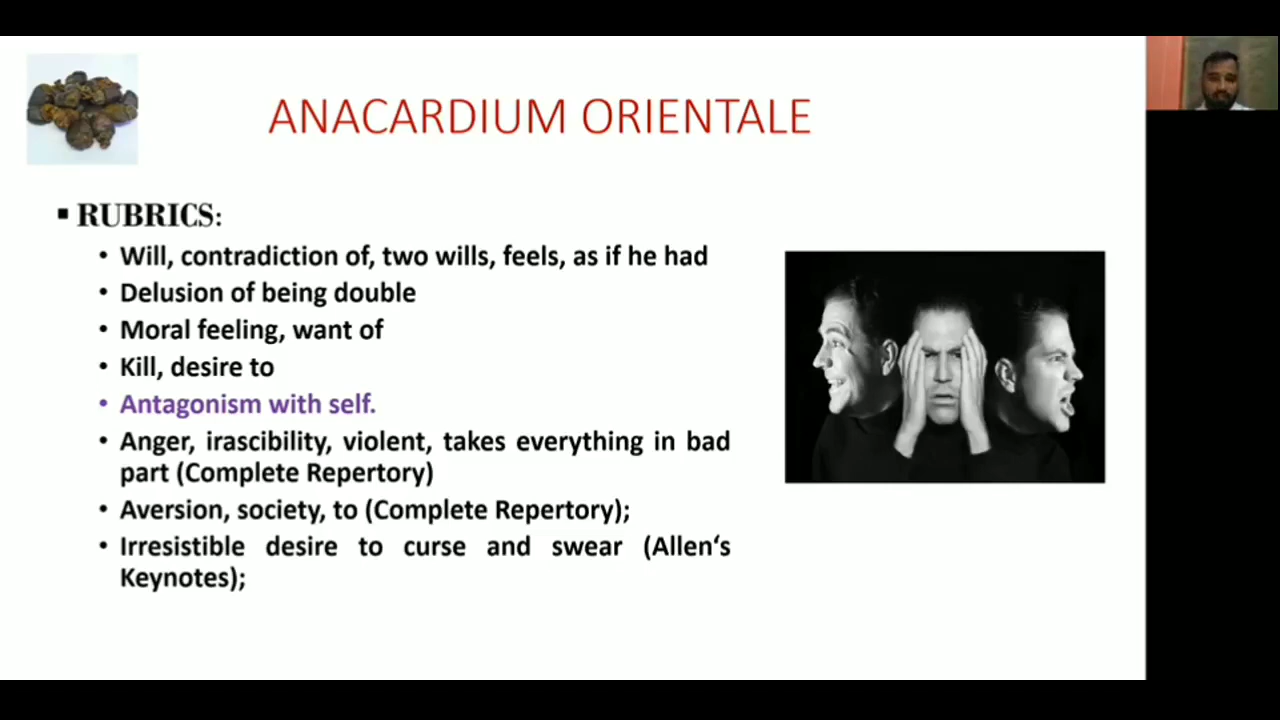 ANACARDIUM ORIENTALE
▪ RUBRICS:
• Will, contradiction of, two wills, feels, as if he had
• Delusion of being double
• Moral feeling, want of
• Kill, desire to
• Antagonism with self.
• Anger, irascibility, violent, takes everything in bad
part (Complete Repertory)
• Aversion, society, to (Complete Repertory);
• Irresistible desire to curse and swear (Allen‘s
Keynotes);